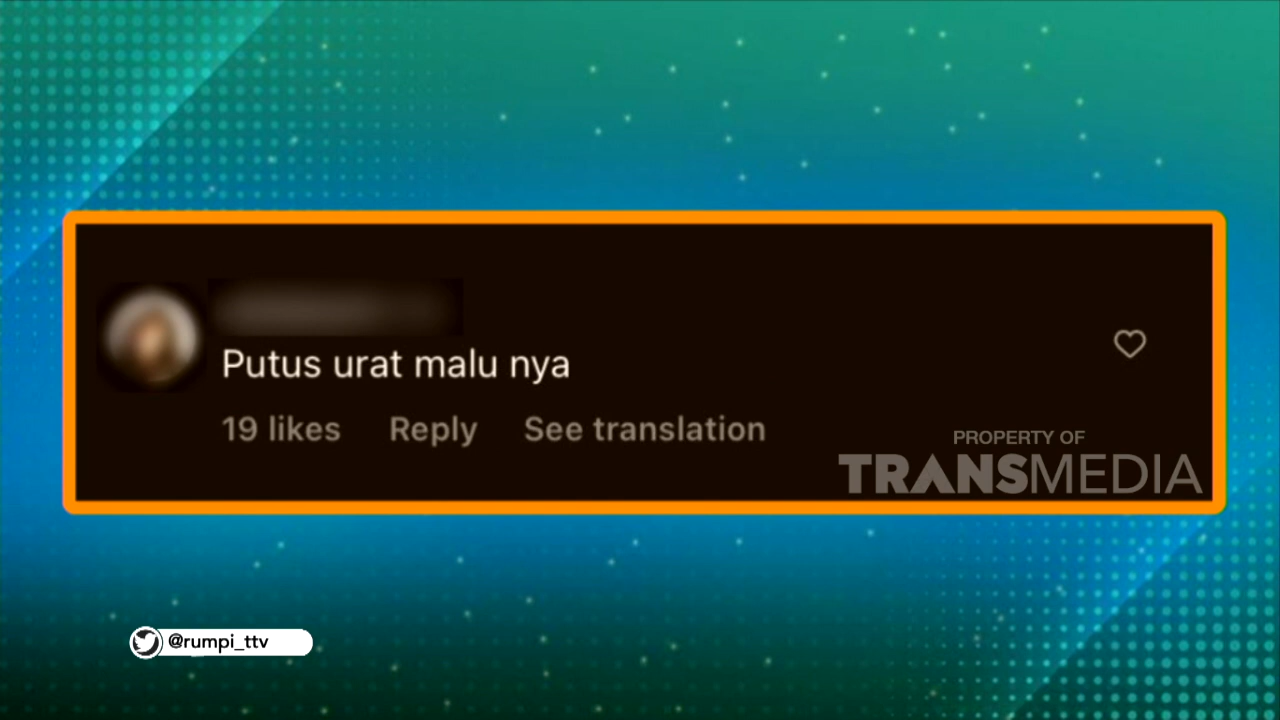 Putus urat malu nya
19 likes Reply See translation
PROPERTY OF
TRANSMEDIA
@rumpi_ttv